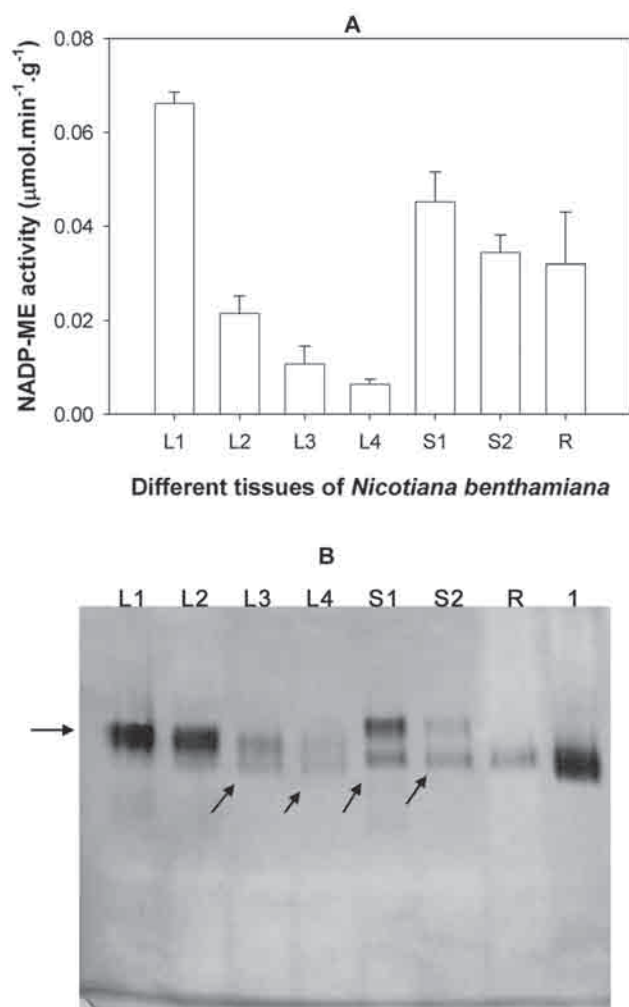 A
NADP-ME activity (µmol.min⁻¹.g⁻¹)
0.08
0.06
0.04
0.02
0.00
L1 L2 L3 L4 S1 S2 R
Different tissues of Nicotiana benthamiana
B
L1 L2 L3 L4 S1 S2 R 1